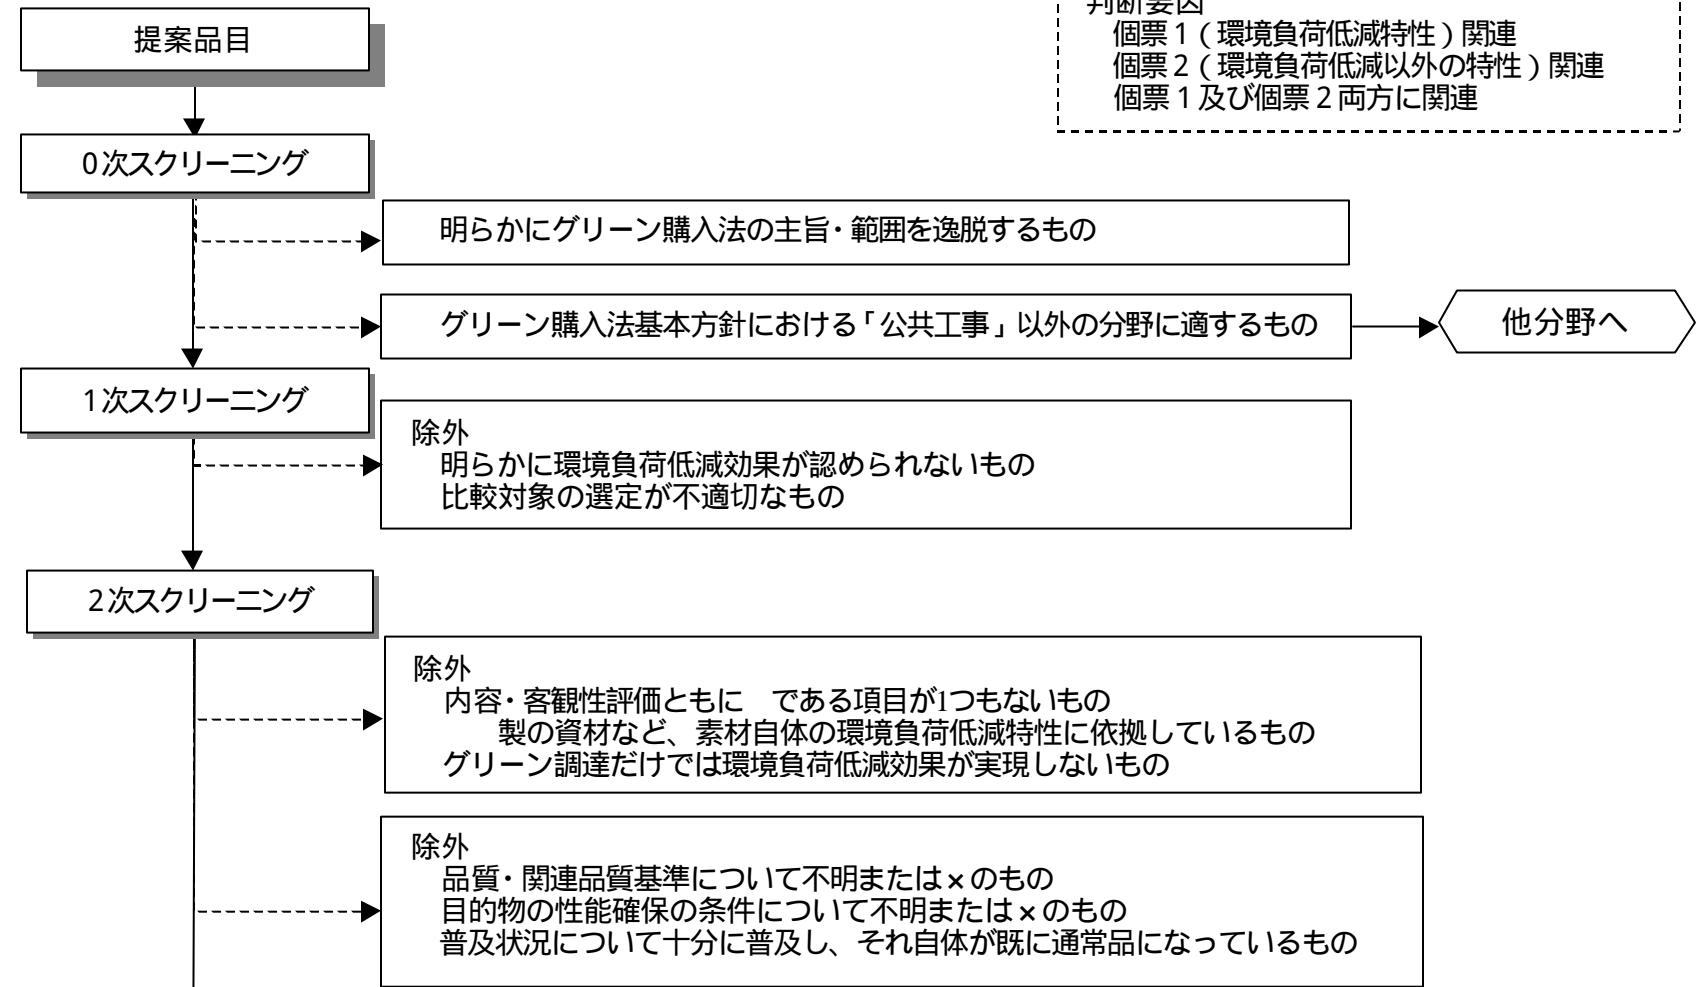 判断要因
個票１（環境負荷低減特性）関連
個票２（環境負荷低減以外の特性）関連
個票１及び個票２両方に関連
提案品目
０次スクリーニング
明らかにグリーン購入法の主旨・範囲を逸脱するもの
グリーン購入法基本方針における「公共工事」以外の分野に適するもの
他分野へ
１次スクリーニング
除外
明らかに環境負荷低減効果が認められないもの
比較対象の選定が不適切なもの
２次スクリーニング
除外
内容・客観性評価ともに　である項目が1つもないもの
製の資材など、素材自体の環境負荷低減特性に依拠しているもの
グリーン調達だけでは環境負荷低減効果が実現しないもの
除外
品質・関連品質基準について不明または×のもの
目的物の性能確保の条件について不明または×のもの
普及状況について十分に普及し、それ自体が既に通常品になっているもの